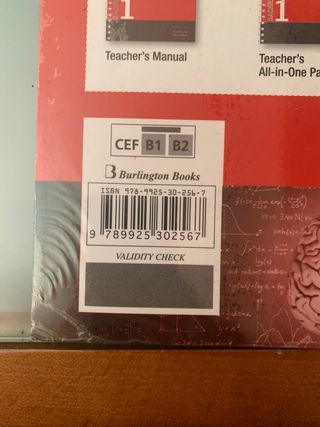 1
1
Teacher's Manual
Teacher's
All-in-One Pa
CEF B1 B2
Burlington Books
ISBN 978-9925-30-256-7
9 789925 302567
VALIDITY CHECK